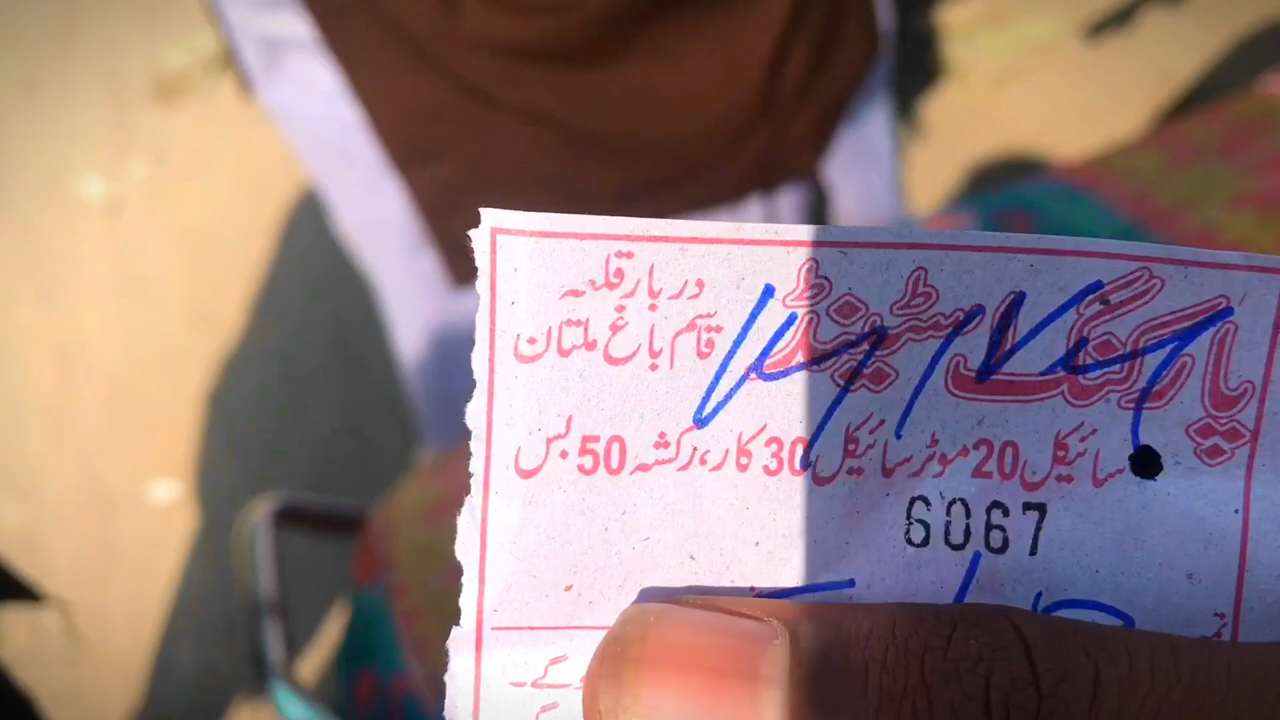 پارکنگ سٹینڈ
دربار قلعہ
قاسم باغ ملتان
سائیکل 20 موٹر سائیکل 30 کار، رکشہ 50 بس
6067